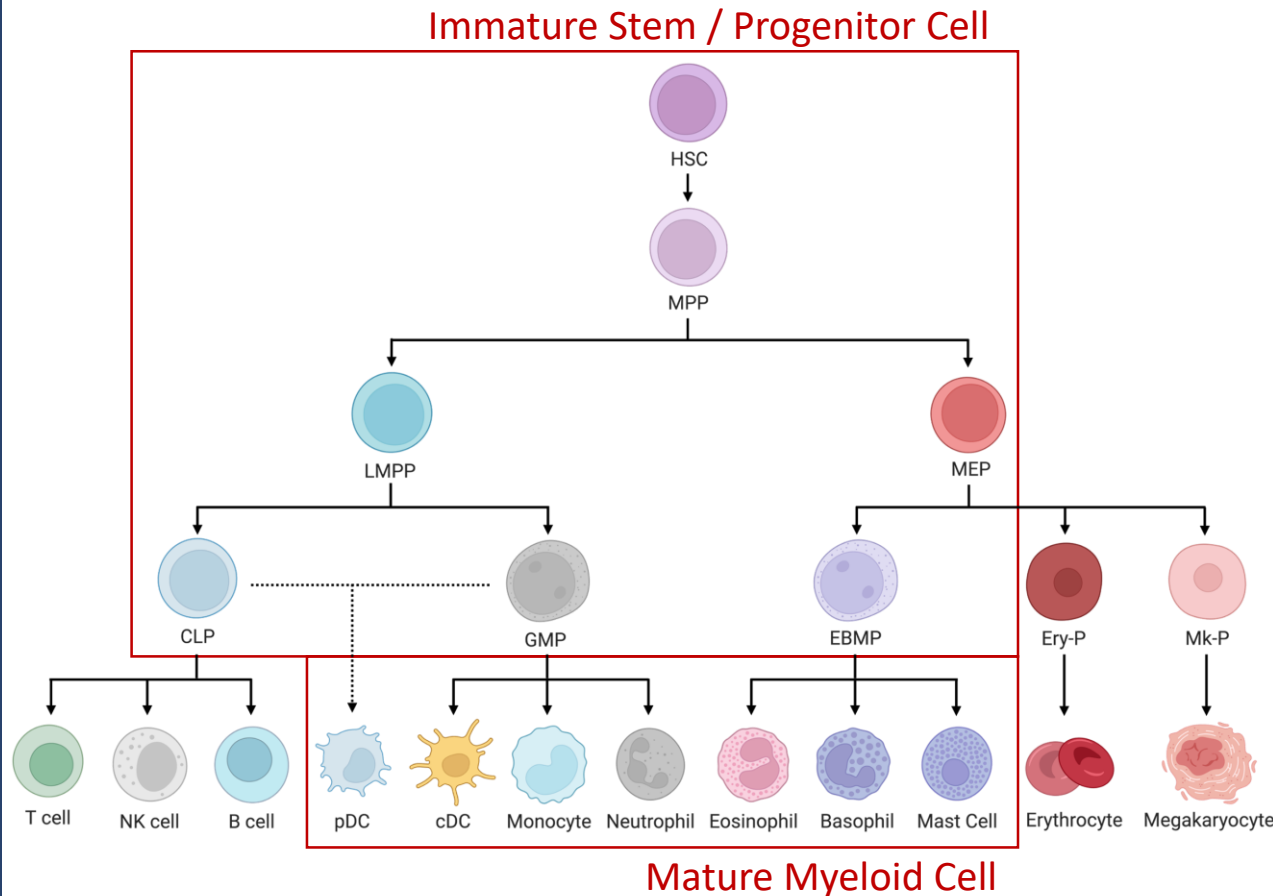 Immature Stem / Progenitor Cell
HSC
MPP
LMPP
MEP
CLP
GMP
EBMP
Ery-P
Mk-P
T cell
NK cell
B cell
pDC
cDC
Monocyte
Neutrophil
Eosinophil
Basophil
Mast Cell
Erythrocyte
Megakaryocyte
Mature Myeloid Cell